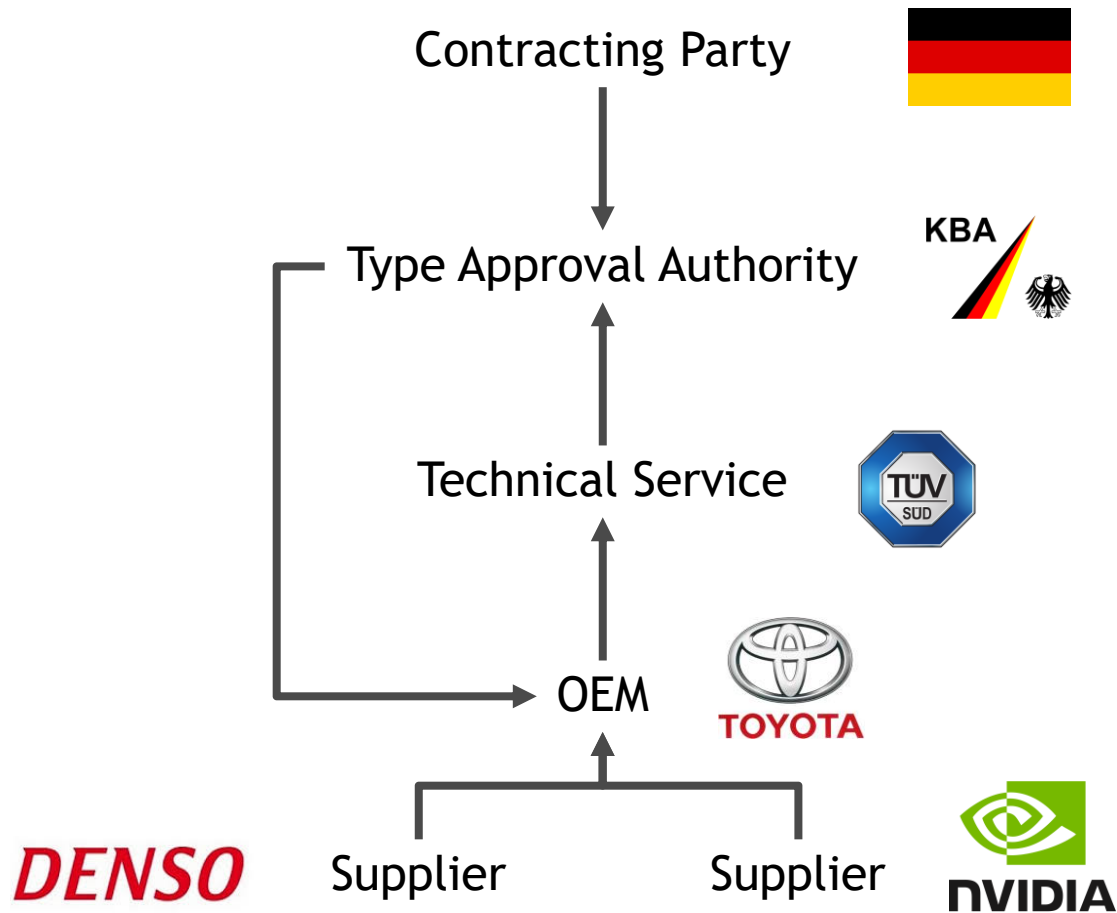 Contracting Party
KBA
Type Approval Authority
Technical Service
TÜV
SÜD
OEM
TOYOTA
DENSO
Supplier
Supplier
NVIDIA